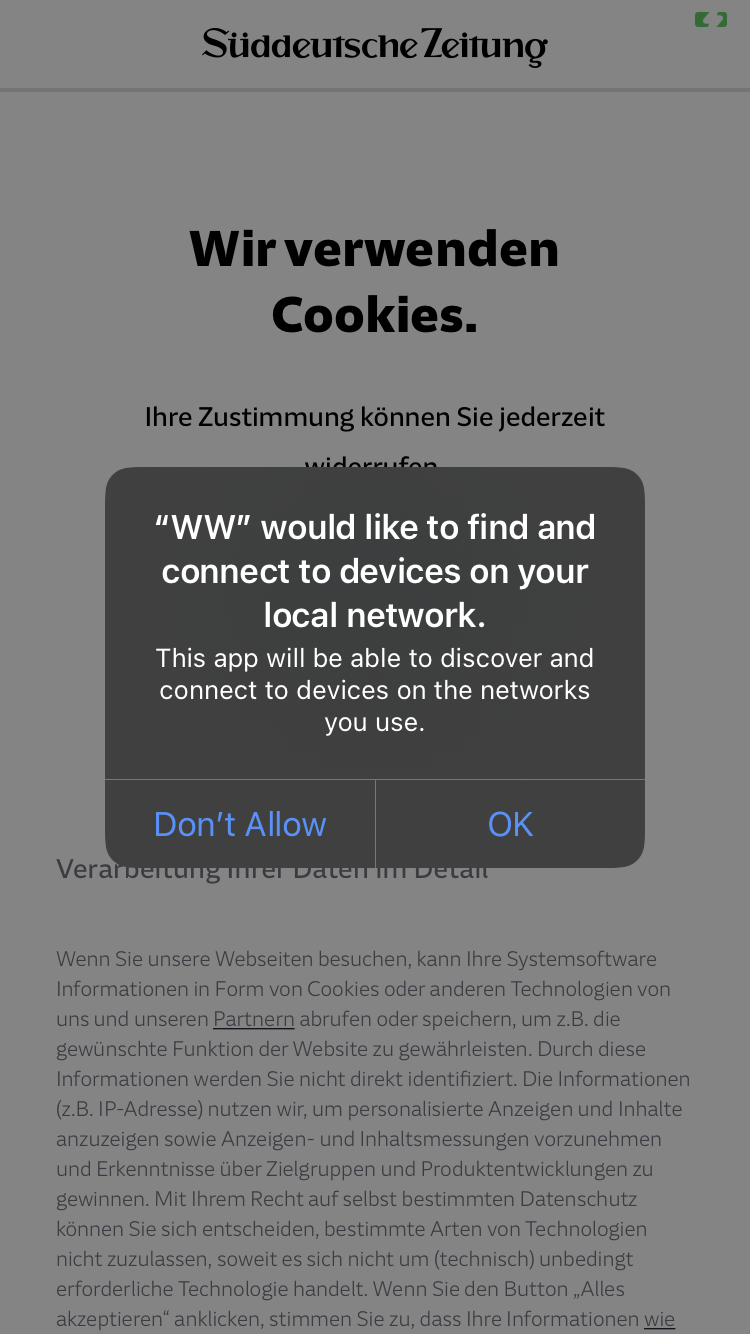 Süddeutsche Zeitung
Wir verwenden
Cookies.
Ihre Zustimmung können Sie jederzeit
widerrufen
“WW” would like to find and
connect to devices on your
local network.
This app will be able to discover and
connect to devices on the networks
you use.
Don’t Allow
OK
Verarbeitung Ihrer Daten im Detail
Wenn Sie unsere Webseiten besuchen, kann Ihre Systemsoftware
Informationen in Form von Cookies oder anderen Technologien von
uns und unseren Partnern abrufen oder speichern, um z.B. die
gewünschte Funktion der Website zu gewährleisten. Durch diese
Informationen werden Sie nicht direkt identifiziert. Die Informationen
(z.B. IP-Adresse) nutzen wir, um personalisierte Anzeigen und Inhalte
anzuzeigen sowie Anzeigen- und Inhaltsmessungen vorzunehmen
und Erkenntnisse über Zielgruppen und Produktentwicklungen zu
gewinnen. Mit Ihrem Recht auf selbst bestimmten Datenschutz
können Sie sich entscheiden, bestimmte Arten von Technologien
nicht zuzulassen, soweit es sich nicht um (technisch) unbedingt
erforderliche Technologie handelt. Wenn Sie den Button „Alles
akzeptieren“ anklicken, stimmen Sie zu, dass Ihre Informationen wie